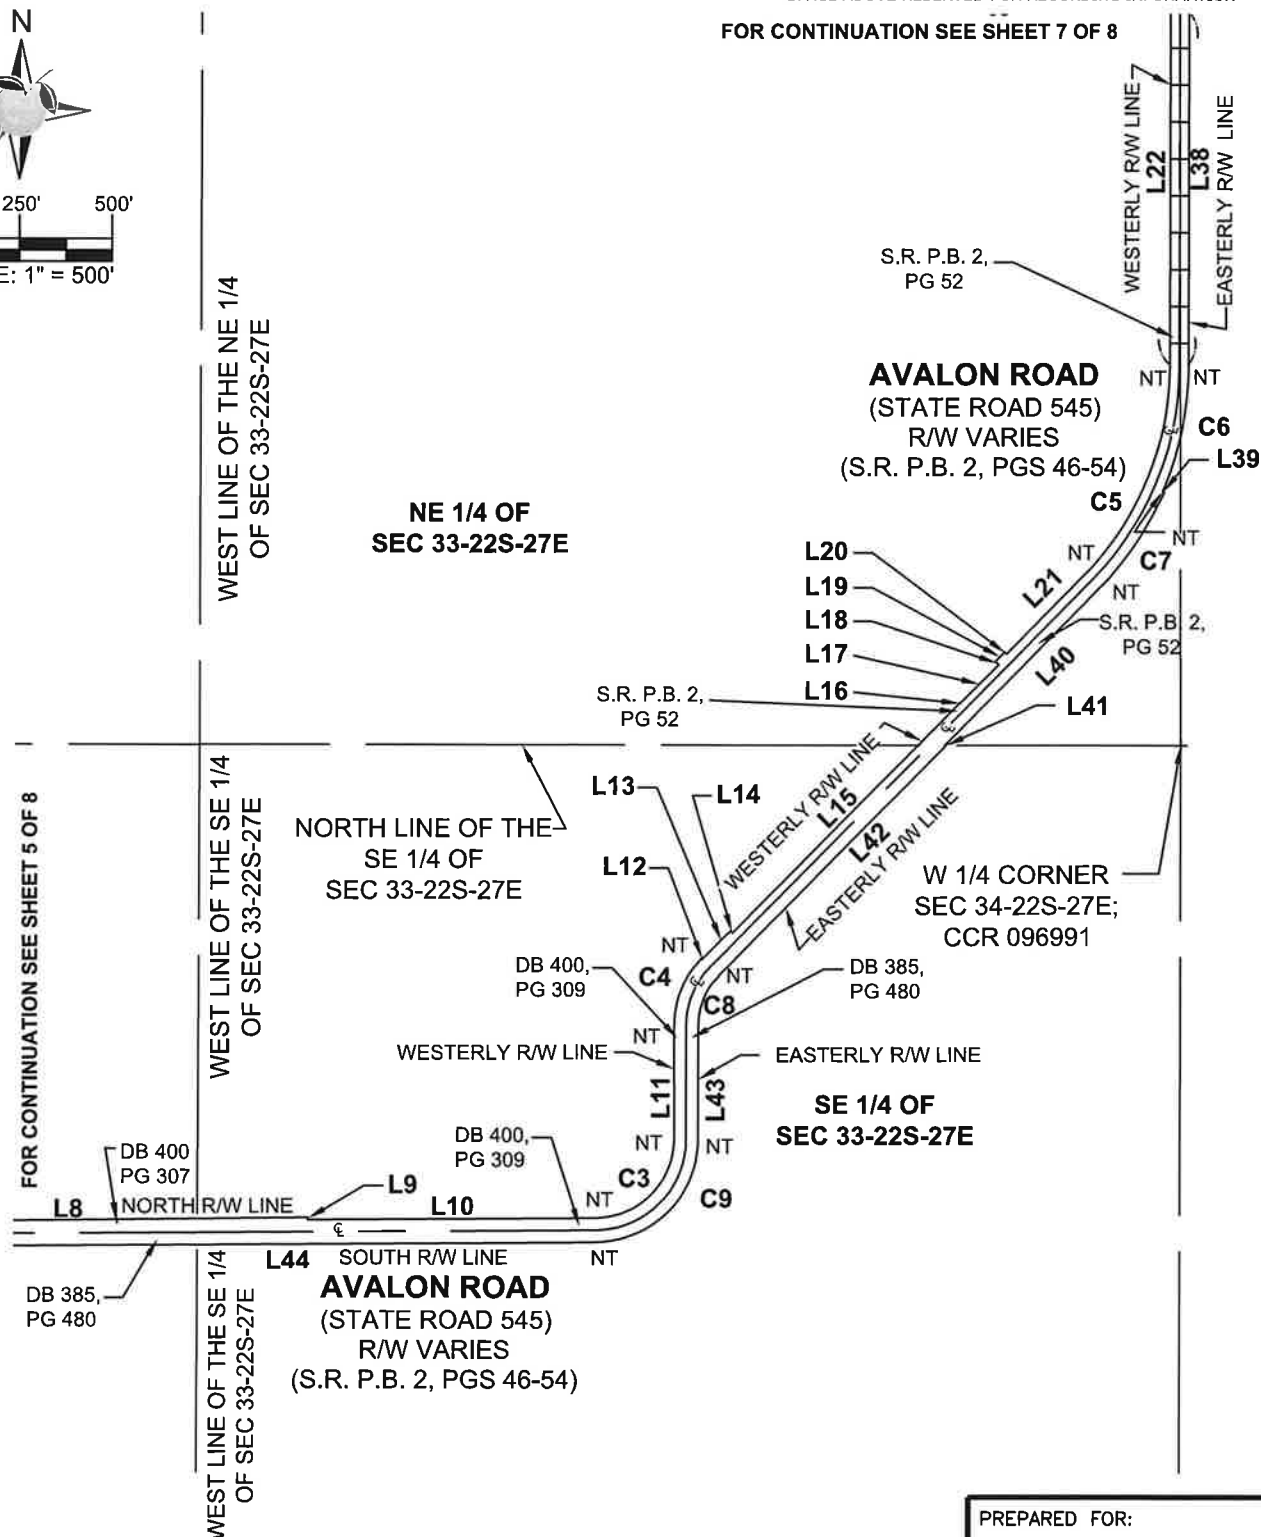 FOR CONTINUATION SEE SHEET 7 OF 8
N
250' 500'
E: 1" = 500'
WESTERLY R/W LINE
L22
L38
EASTERLY R/W LINE
S.R. P.B. 2,
PG 52
WEST LINE OF THE NE 1/4
OF SEC 33-22S-27E
AVALON ROAD
(STATE ROAD 545)
R/W VARIES
(S.R. P.B. 2, PGS 46-54)
NT
NT
C6
L39
C5
NT
C7
NT
NT
NE 1/4 OF
SEC 33-22S-27E
L20
L19
L18
L17
L16
L21
S.R. P.B. 2,
PG 52
L40
S.R. P.B. 2,
PG 52
L41
WEST LINE OF THE SE 1/4
OF SEC 33-22S-27E
FOR CONTINUATION SEE SHEET 5 OF 8
NORTH LINE OF THE
SE 1/4 OF
SEC 33-22S-27E
L13
L14
L12
WESTERLY R/W LINE
L15
L42
EASTERLY R/W LINE
W 1/4 CORNER
SEC 34-22S-27E;
CCR 096991
NT
C4
NT
C8
DB 400,
PG 309
DB 385,
PG 480
NT
WESTERLY R/W LINE
EASTERLY R/W LINE
L11
L43
SE 1/4 OF
SEC 33-22S-27E
DB 400,
PG 309
NT
NT
DB 400
PG 307
C3
C9
NT
L9
L8
NORTH R/W LINE
L10
L44
SOUTH R/W LINE
NT
DB 385,
PG 480
WEST LINE OF THE SE 1/4
OF SEC 33-22S-27E
AVALON ROAD
(STATE ROAD 545)
R/W VARIES
(S.R. P.B. 2, PGS 46-54)
PREPARED FOR: